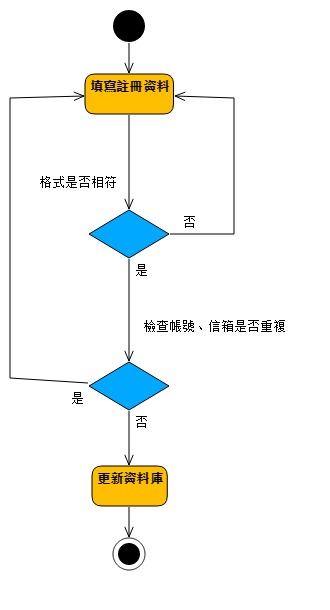 填寫註冊資料
格式是否相符
否
是
檢查帳號、信箱是否重複
是
否
更新資料庫